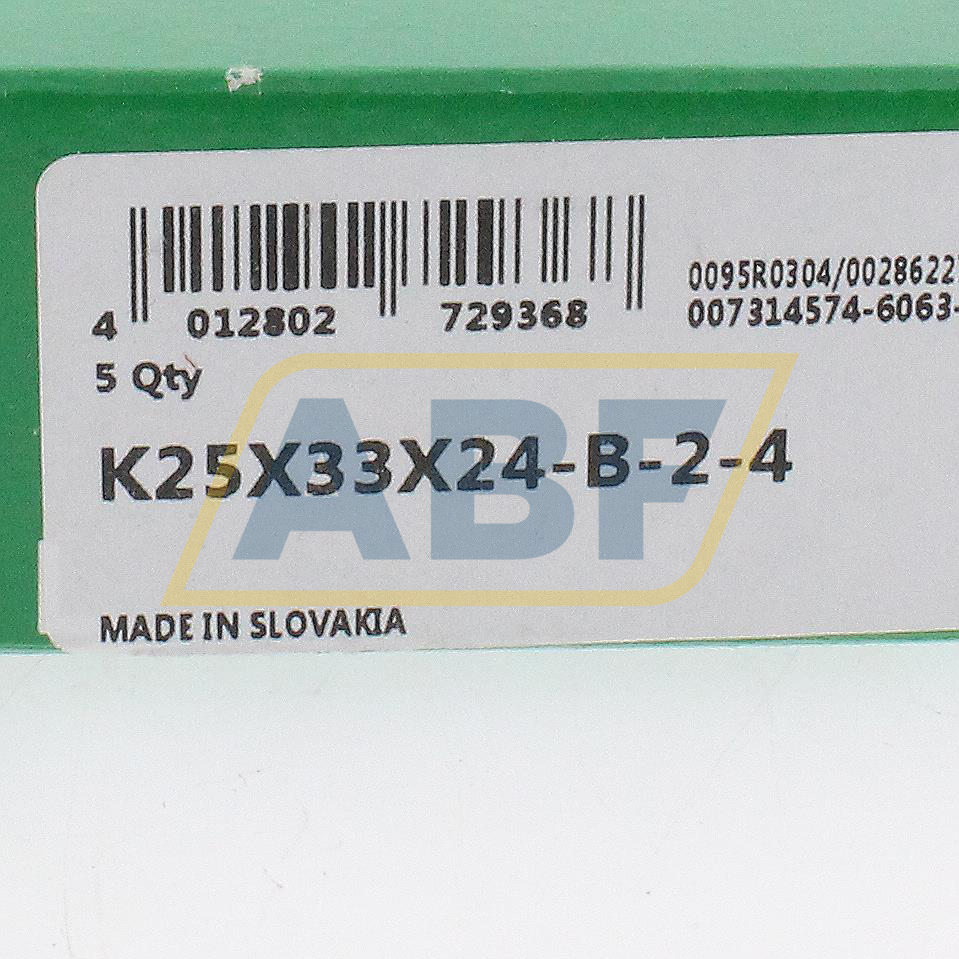 4 012802 729368
0095R0304/0028622
007314574-6063-
5 Qty
K25X33X24-B-2-4
ABF
MADE IN SLOVAKIA